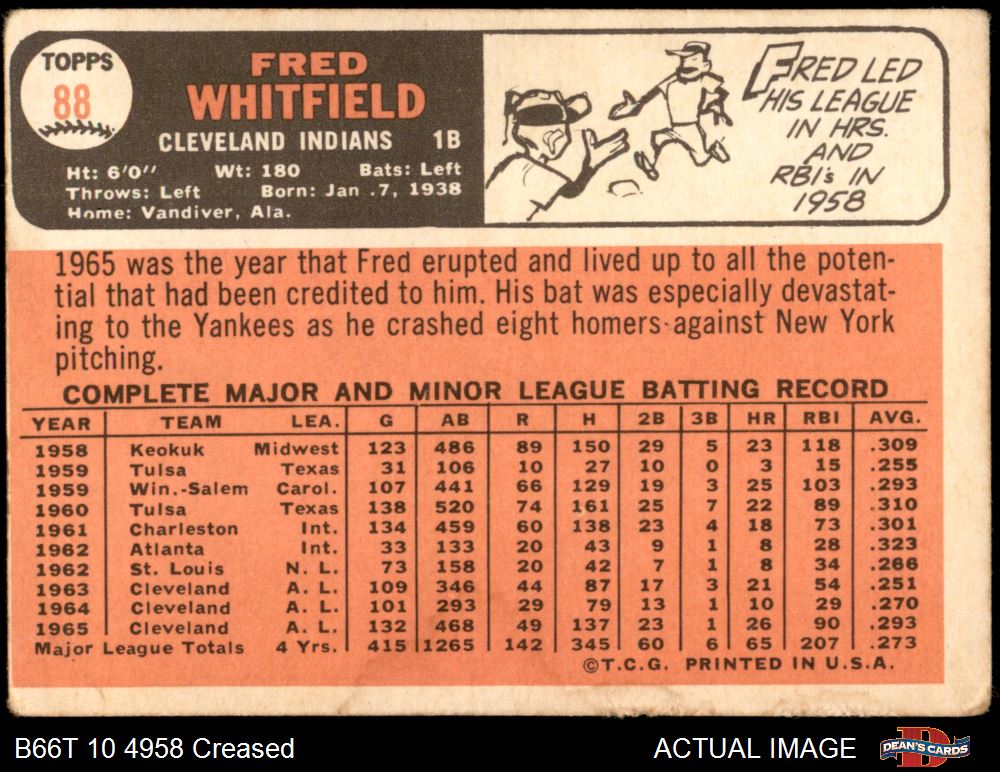 TOPPS
88
FRED
WHITFIELD
CLEVELAND INDIANS 1B
Ht: 6'0" Wt: 180 Bats: Left
Throws: Left Born: Jan .7, 1938
Home: Vandiver, Ala.
FRED LED
HIS LEAGUE
IN HRS.
AND
RBI's IN
1958
1965 was the year that Fred erupted and lived up to all the poten-
tial that had been credited to him. His bat was especially devastat-
ing to the Yankees as he crashed eight homers against New York
pitching.
COMPLETE MAJOR AND MINOR LEAGUE BATTING RECORD
YEAR TEAM LEA. G AB R H 2B 3B HR RBI AVG.
1958 Keokuk Midwest 123 486 89 150 29 5 23 118 .309
1959 Tulsa Texas 31 106 10 27 10 0 3 15 .255
1959 Win.-Salem Carol. 107 441 66 129 19 3 25 103 .293
1960 Tulsa Texas 138 520 74 161 25 7 22 89 .310
1961 Charleston Int. 134 459 60 138 23 4 18 73 .301
1962 Atlanta Int. 33 133 20 43 9 1 8 28 .323
1962 St. Louis N. L. 73 158 20 42 7 1 8 34 .266
1963 Cleveland A. L. 109 346 44 87 17 3 21 54 .251
1964 Cleveland A. L. 101 293 29 79 13 1 10 29 .270
1965 Cleveland A. L. 132 468 49 137 23 1 26 90 .293
Major League Totals 4 Yrs. 415 1265 142 345 60 6 65 207 .273
©T.C.G. PRINTED IN U.S.A.
B66T 10 4958 Creased ACTUAL IMAGE DEAN'S CARDS